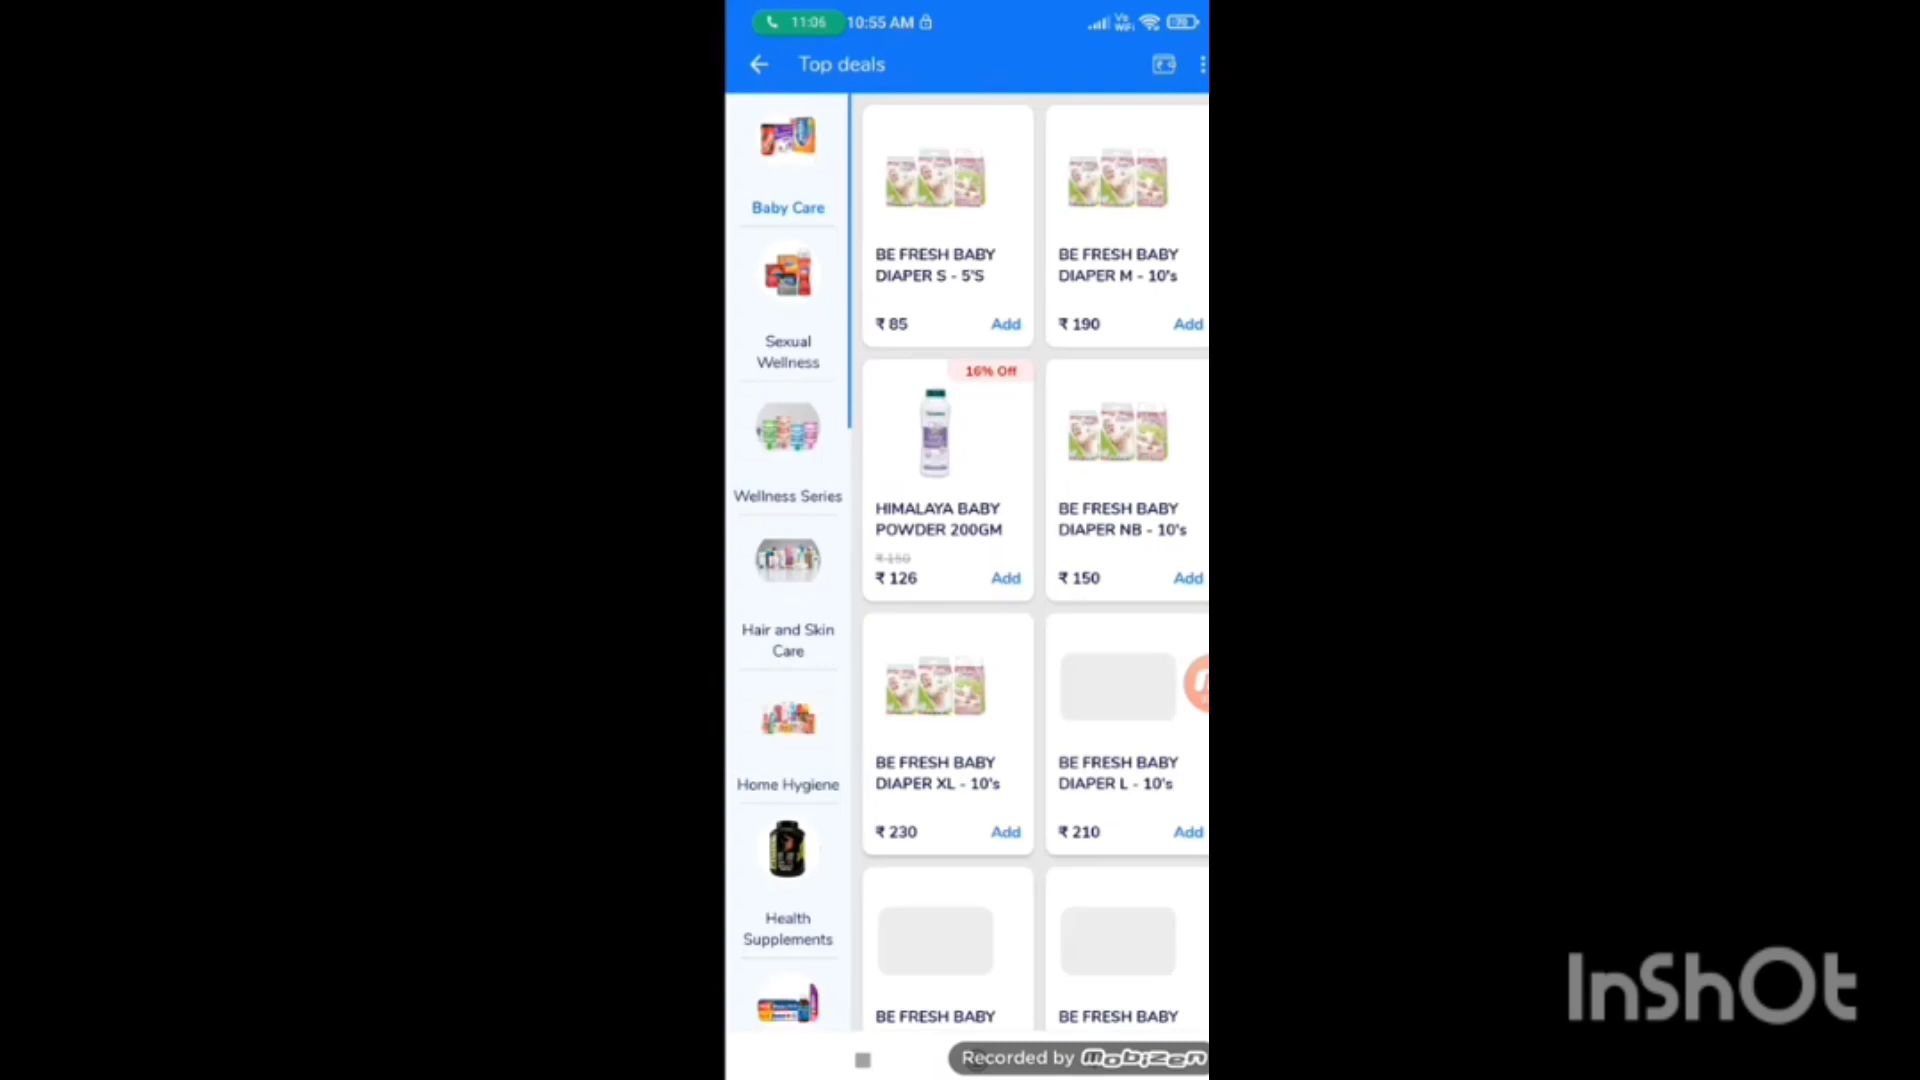 11:06 10:55 AM
Vo
WiFi
70
Top deals
Baby Care
Sexual
Wellness
Wellness Series
Hair and Skin
Care
Home Hygiene
Health
Supplements
BE FRESH BABY
DIAPER S - 5'S
₹ 85 Add
BE FRESH BABY
DIAPER M - 10's
₹ 190 Add
16% Off
HIMALAYA BABY
POWDER 200GM
₹ 150
₹ 126 Add
BE FRESH BABY
DIAPER NB - 10's
₹ 150 Add
BE FRESH BABY
DIAPER XL - 10's
₹ 230 Add
BE FRESH BABY
DIAPER L - 10's
₹ 210 Add
BE FRESH BABY
BE FRESH BABY
Recorded by mobizen
InShOt